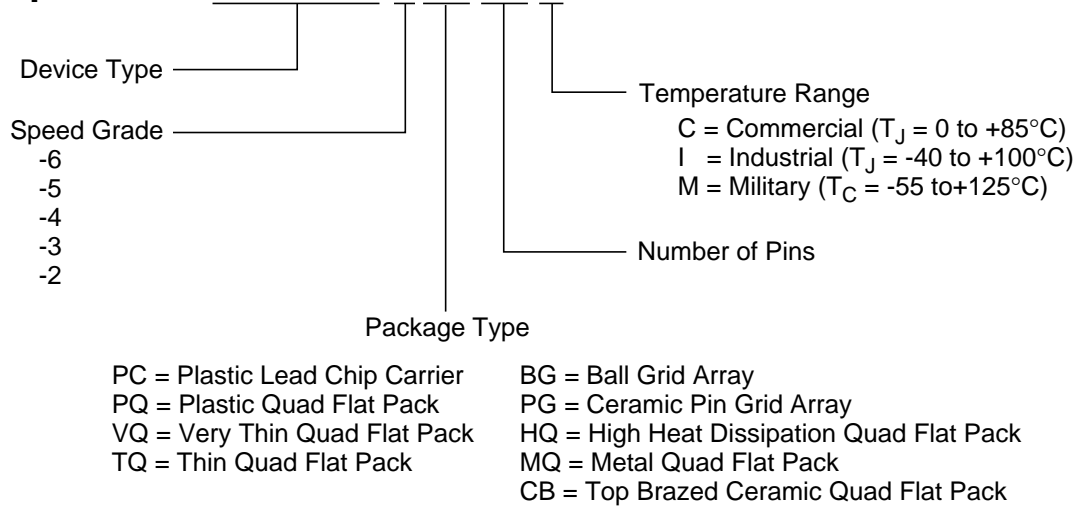 Device Type
Speed Grade
-6
-5
-4
-3
-2
Temperature Range
C = Commercial (TJ = 0 to +85°C)
I = Industrial (TJ = -40 to +100°C)
M = Military (TC = -55 to+125°C)
Number of Pins
Package Type
PC = Plastic Lead Chip Carrier
PQ = Plastic Quad Flat Pack
VQ = Very Thin Quad Flat Pack
TQ = Thin Quad Flat Pack
BG = Ball Grid Array
PG = Ceramic Pin Grid Array
HQ = High Heat Dissipation Quad Flat Pack
MQ = Metal Quad Flat Pack
CB = Top Brazed Ceramic Quad Flat Pack